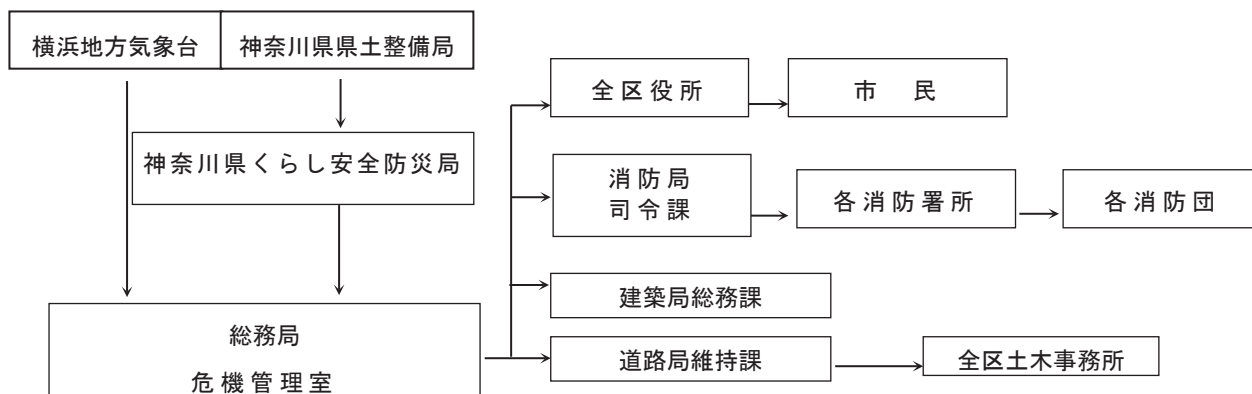 横浜地方気象台
神奈川県県土整備局
全区役所
市 民
神奈川県くらし安全防災局
消防局
司令課
各消防署所
各消防団
建築局総務課
総務局
危機管理室
道路局維持課
全区土木事務所